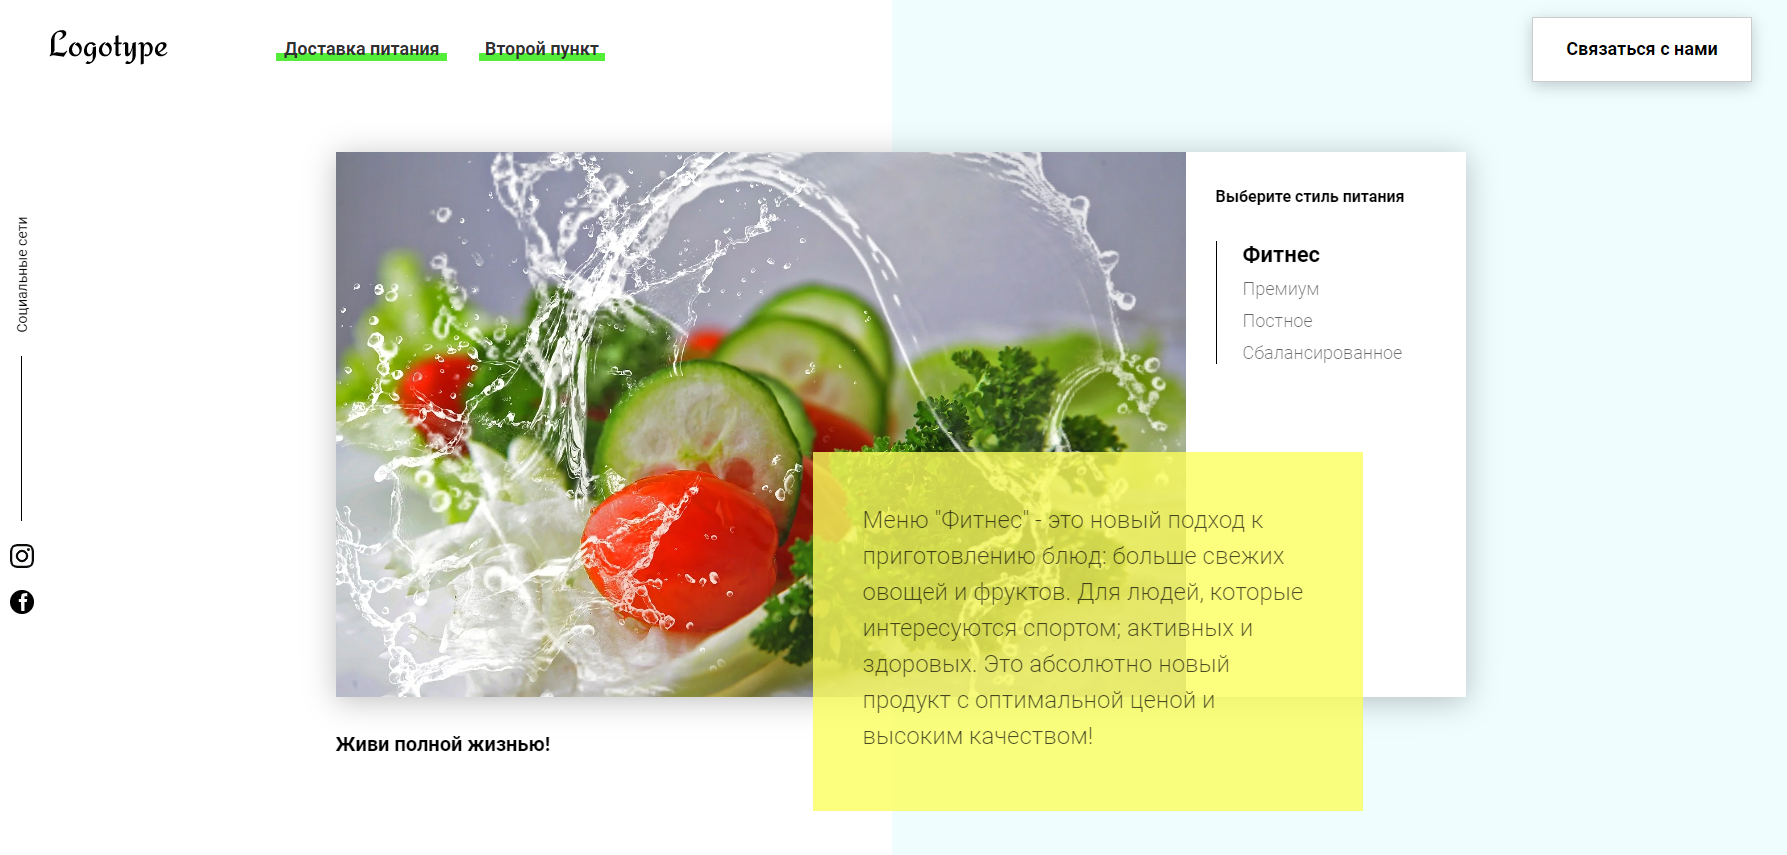 Logotype
Доставка питания
Второй пункт
Связаться с нами
Социальные сети
Выберите стиль питания
Фитнес
Премиум
Постное
Сбалансированное
Меню "Фитнес" - это новый подход к
приготовлению блюд: больше свежих
овощей и фруктов. Для людей, которые
интересуются спортом; активных и
здоровых. Это абсолютно новый
продукт с оптимальной ценой и
высоким качеством!
Живи полной жизнью!